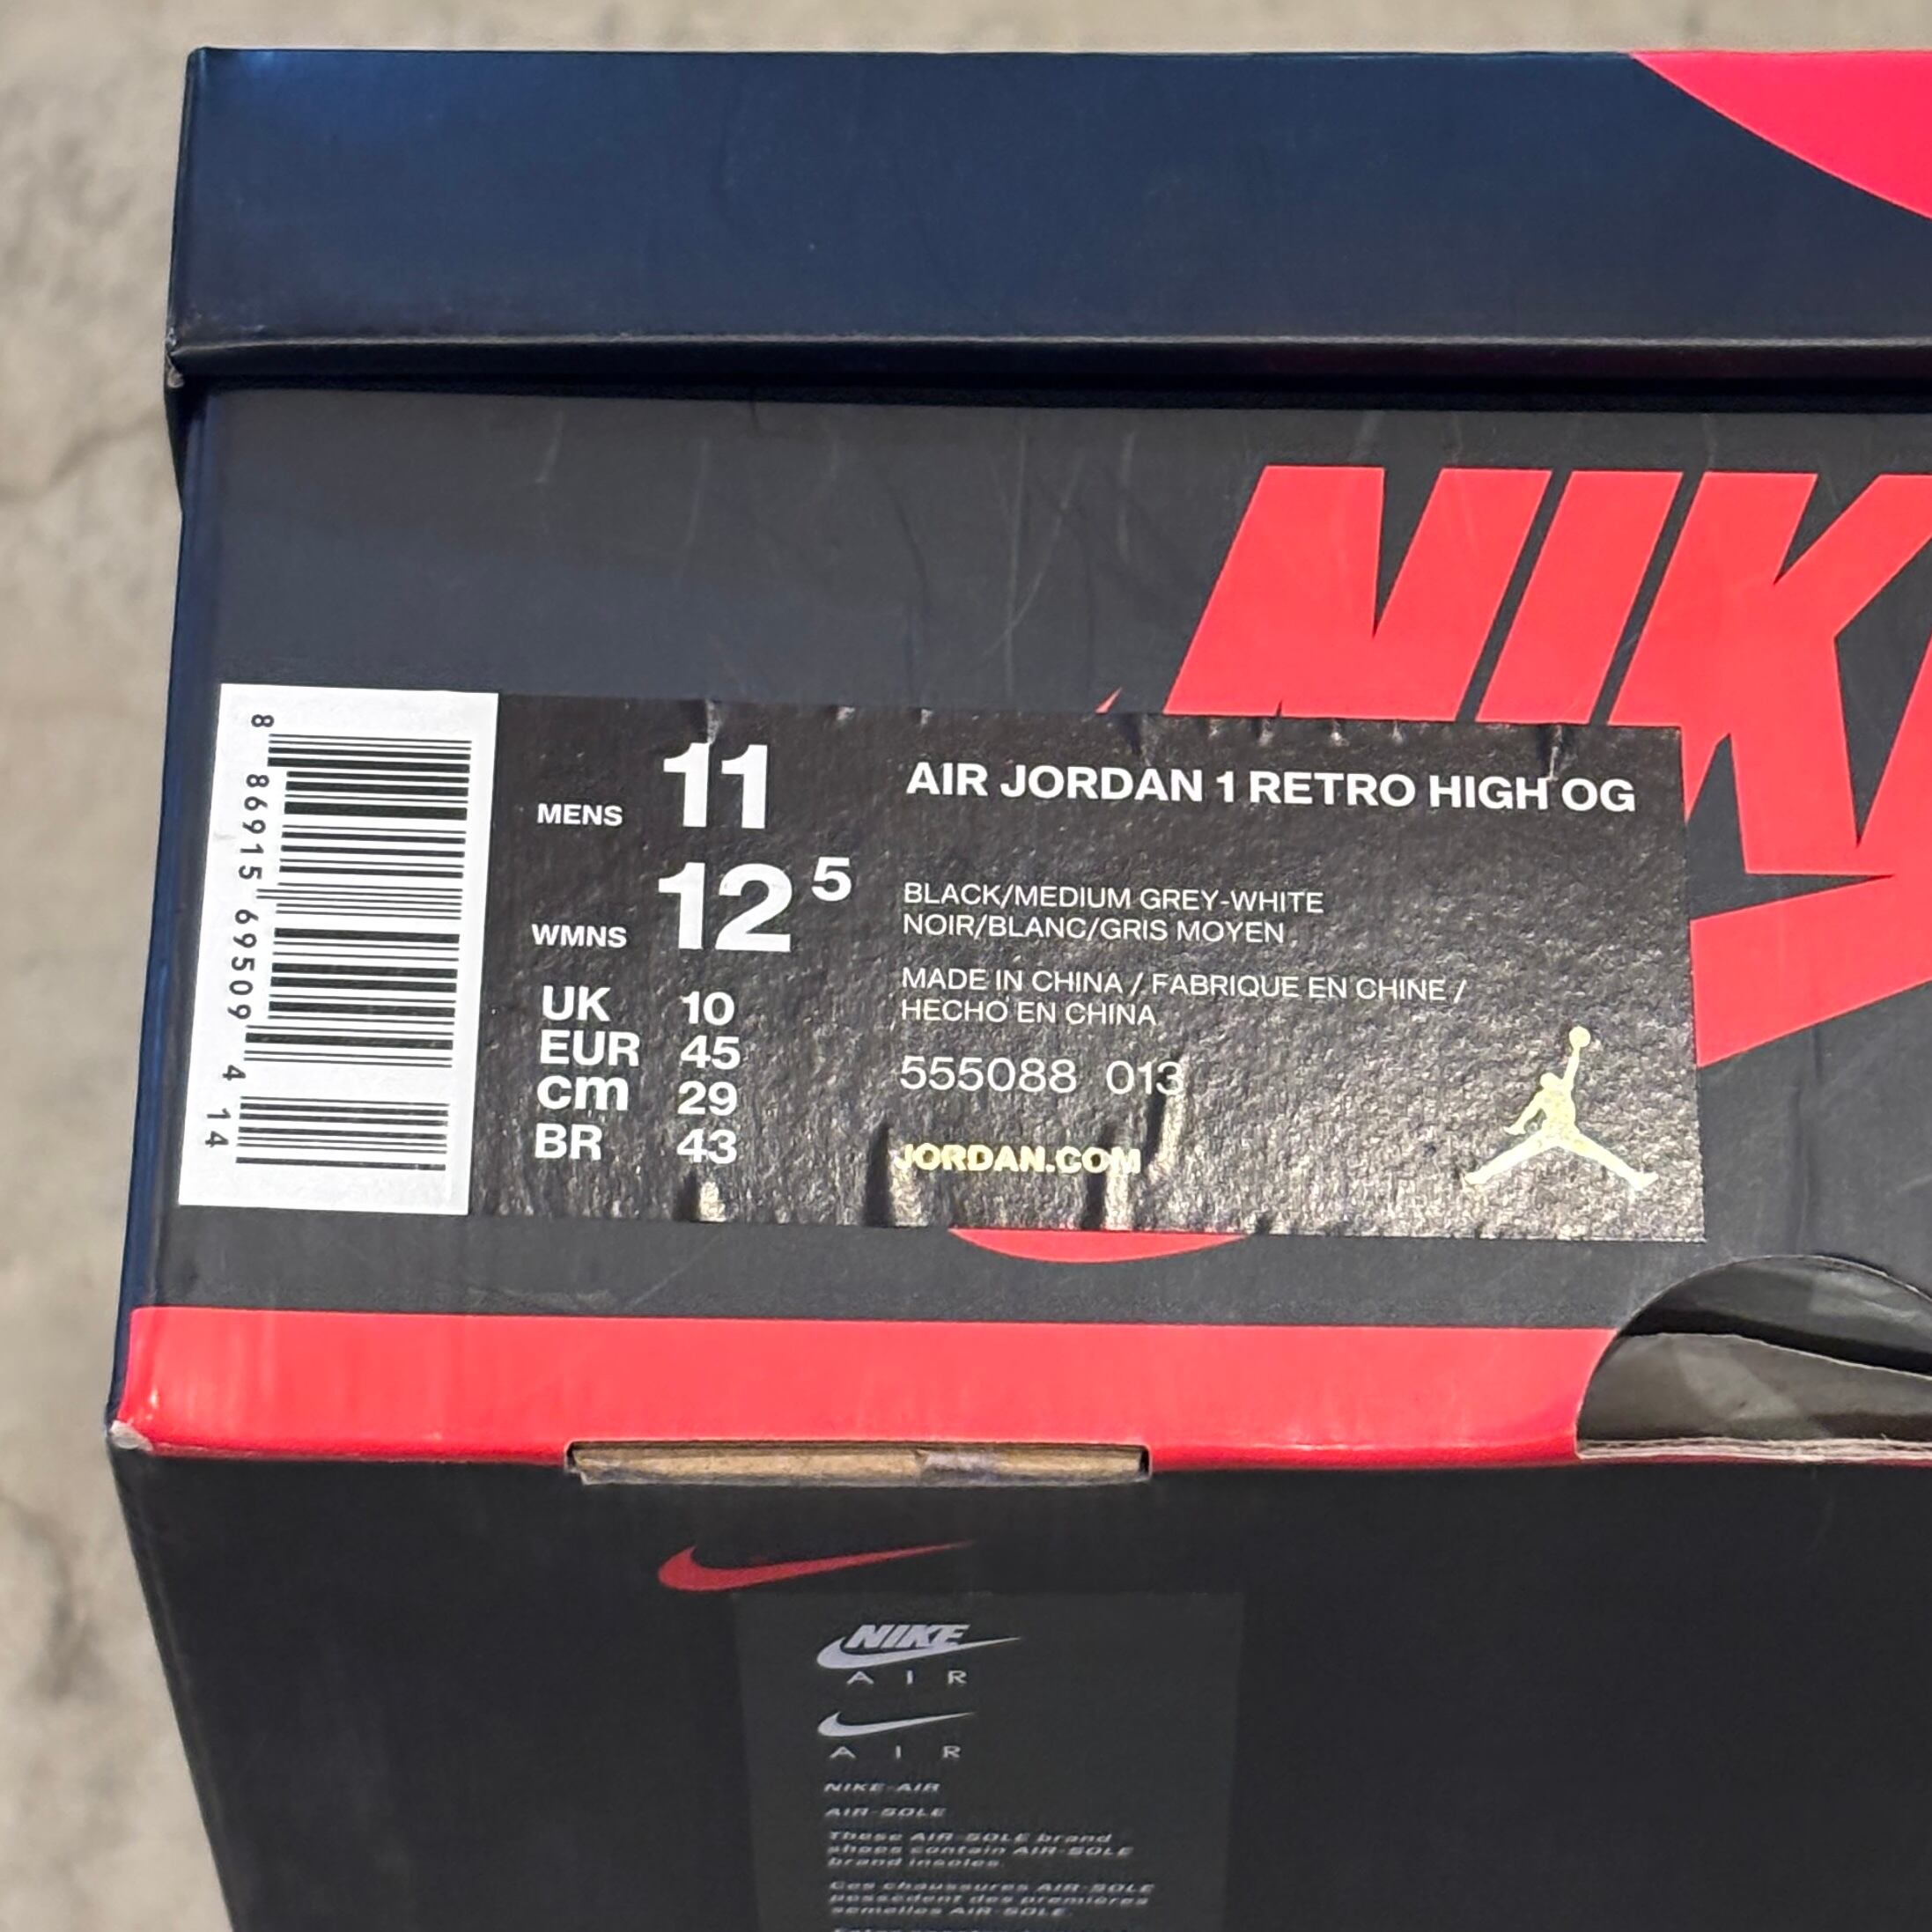 NIKE
8 86915 69509 4 14
MENS 11
WMNS 12 5
UK 10
EUR 45
cm 29
BR 43
AIR JORDAN 1 RETRO HIGH OG
BLACK/MEDIUM GREY-WHITE
NOIR/BLANC/GRIS MOYEN
MADE IN CHINA / FABRIQUE EN CHINE /
HECHO EN CHINA
555088 013
JORDAN.COM
NIKE
AIR
AIR
NIKE-AIR
AIR-SOLE
These AIR-SOLE brand
shoes contain AIR-SOLE
brand insoles.
Ces chaussures AIR-SOLE
possèdent des premières
semelles AIR-SOLE.